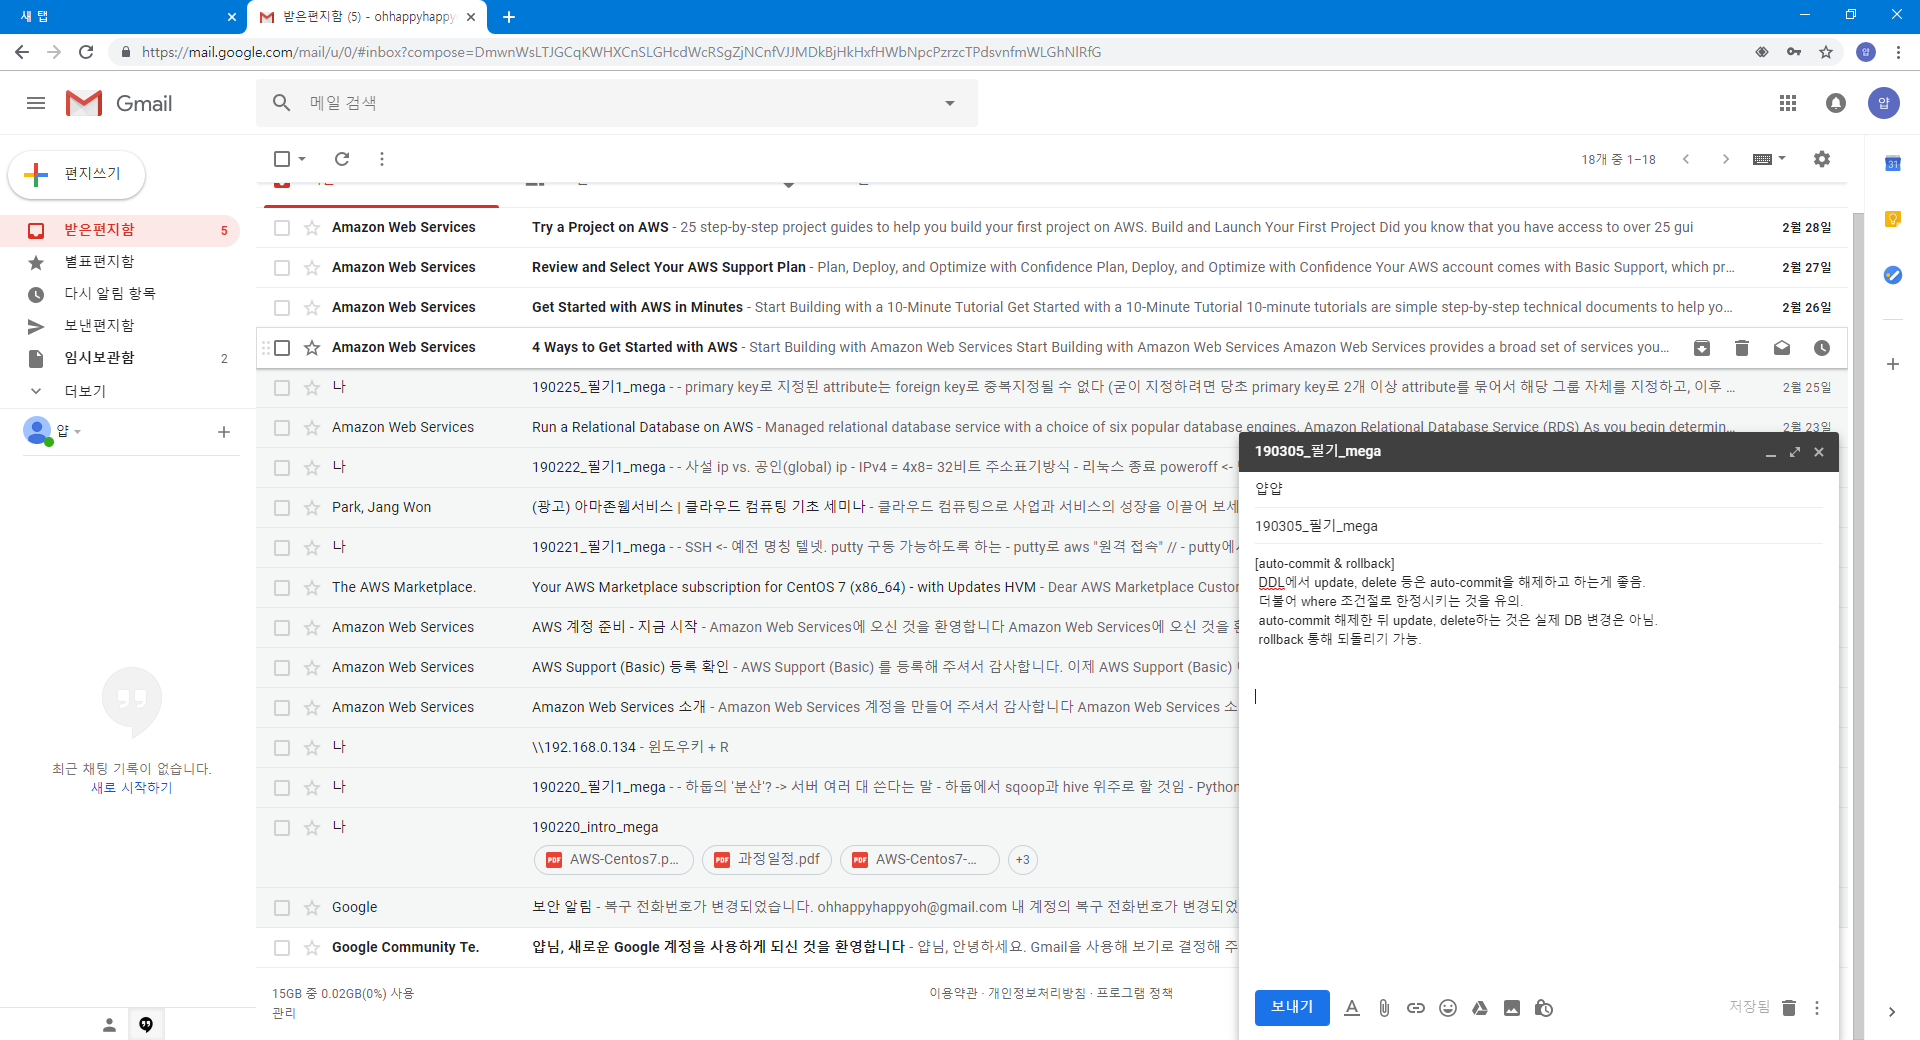 새 탭
받은편지함 (5) - ohhappyhappy
https://mail.google.com/mail/u/0/#inbox?compose=DmwnWsLTJGCqKWHXCnSLGHcdWcRSgZjNCnfVJJMDkBjHkHxfHWbNpcPzrzcTPdsvnfmWLGhNlRfG
얍
Gmail
메일 검색
얍
편지쓰기
18개 중 1–18
받은편지함 5
별표편지함
다시 알림 항목
보낸편지함
임시보관함 2
더보기
얍
최근 채팅 기록이 없습니다.
새로 시작하기
Amazon Web Services Try a Project on AWS - 25 step-by-step project guides to help you build your first project on AWS. Build and Launch Your First Project Did you know that you have access to over 25 gui 2월 28일
Amazon Web Services Review and Select Your AWS Support Plan - Plan, Deploy, and Optimize with Confidence Plan, Deploy, and Optimize with Confidence Your AWS account comes with Basic Support, which pr... 2월 27일
Amazon Web Services Get Started with AWS in Minutes - Start Building with a 10-Minute Tutorial Get Started with a 10-Minute Tutorial 10-minute tutorials are simple step-by-step technical documents to help yo... 2월 26일
Amazon Web Services 4 Ways to Get Started with AWS - Start Building with Amazon Web Services Start Building with Amazon Web Services Amazon Web Services provides a broad set of services you...
나 190225_필기1_mega - - primary key로 지정된 attribute는 foreign key로 중복지정될 수 없다 (굳이 지정하려면 당초 primary key로 2개 이상 attribute를 묶어서 해당 그룹 자체를 지정하고, 이후 ... 2월 25일
Amazon Web Services Run a Relational Database on AWS - Managed relational database service with a choice of six popular database engines. Amazon Relational Database Service (RDS) As you begin determin... 2월 23일
나 190222_필기1_mega - - 사설 ip vs. 공인(global) ip - IPv4 = 4x8= 32비트 주소표기방식 - 리눅스 종료 poweroff <-
Park, Jang Won (광고) 아마존웹서비스 | 클라우드 컴퓨팅 기초 세미나 - 클라우드 컴퓨팅으로 사업과 서비스의 성장을 이끌어 보세
나 190221_필기1_mega - - SSH <- 예전 명칭 텔넷. putty 구동 가능하도록 하는 - putty로 aws "원격 접속" // - putty에서
The AWS Marketplace. Your AWS Marketplace subscription for CentOS 7 (x86_64) - with Updates HVM - Dear AWS Marketplace Custo
Amazon Web Services AWS 계정 준비 - 지금 시작 - Amazon Web Services에 오신 것을 환영합니다 Amazon Web Services에 오신 것을 환
Amazon Web Services AWS Support (Basic) 등록 확인 - AWS Support (Basic) 를 등록해 주셔서 감사합니다. 이제 AWS Support (Basic)
Amazon Web Services Amazon Web Services 소개 - Amazon Web Services 계정을 만들어 주셔서 감사합니다 Amazon Web Services 소
나 \\192.168.0.134 - 윈도우키 + R
나 190220_필기1_mega - - 하둡의 '분산'? -> 서버 여러 대 쓴다는 말 - 하둡에서 sqoop과 hive 위주로 할 것임 - Python
나 190220_intro_mega
PDF AWS-Centos7.p... PDF 과정일정.pdf PDF AWS-Centos7-... +3
Google 보안 알림 - 복구 전화번호가 변경되었습니다. ohhappyhappyoh@gmail.com 내 계정의 복구 전화번호가 변경되었
Google Community Te. 얍님, 새로운 Google 계정을 사용하게 되신 것을 환영합니다 - 얍님, 안녕하세요. Gmail을 사용해 보기로 결정해 주
15GB 중 0.02GB(0%) 사용
관리
이용약관 · 개인정보처리방침 · 프로그램 정책
190305_필기_mega
얍얍
190305_필기_mega
[auto-commit & rollback]
DDL에서 update, delete 등은 auto-commit을 해제하고 하는게 좋음.
더불어 where 조건절로 한정시키는 것을 유의.
auto-commit 해제한 뒤 update, delete하는 것은 실제 DB 변경은 아님.
rollback 통해 되돌리기 가능.
보내기
저장됨
31